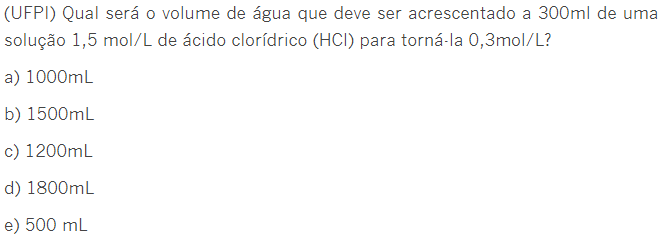 (UFPI) Qual será o volume de água que deve ser acrescentado a 300ml de uma
solução 1,5 mol/L de ácido clorídrico (HCl) para torná-la 0,3mol/L?
a) 1000mL
b) 1500mL
c) 1200mL
d) 1800mL
e) 500 mL